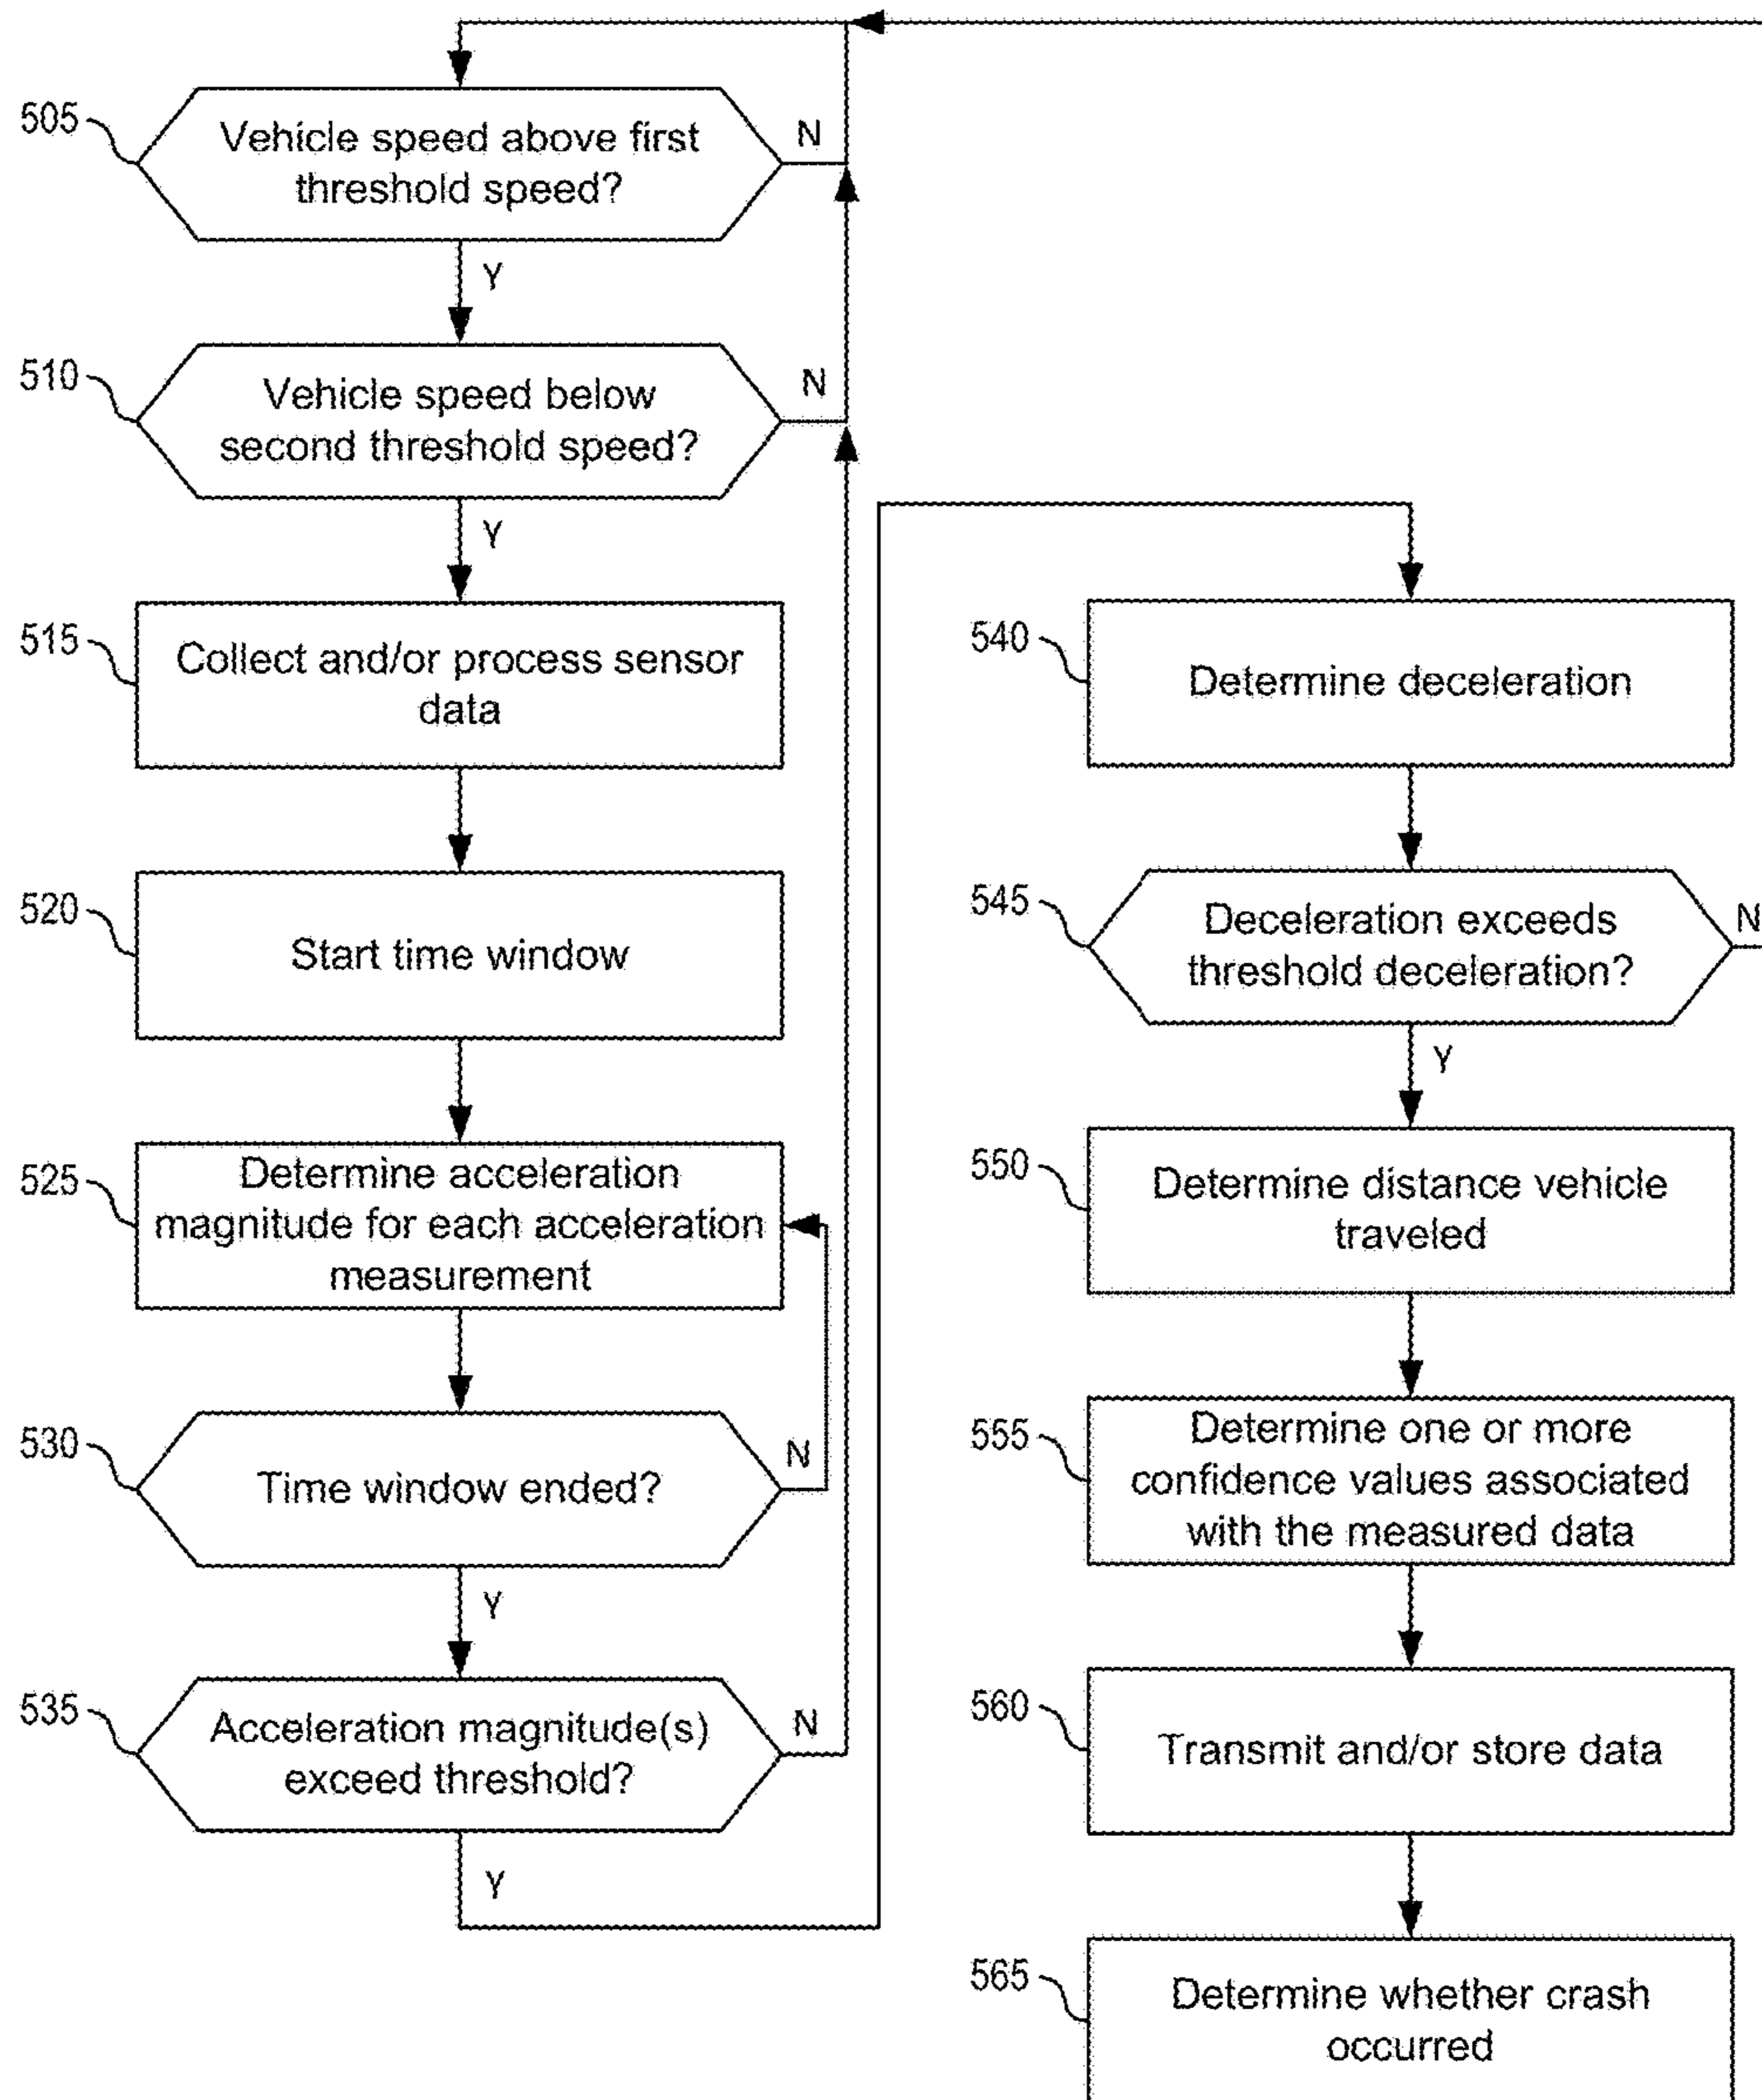 505
Vehicle speed above first
threshold speed?
N
Y
510
Vehicle speed below
second threshold speed?
N
Y
515
Collect and/or process sensor
data
520
Start time window
525
Determine acceleration
magnitude for each acceleration
measurement
530
Time window ended?
N
Y
535
Acceleration magnitude(s)
exceed threshold?
N
Y
540
Determine deceleration
545
Deceleration exceeds
threshold deceleration?
N
Y
550
Determine distance vehicle
traveled
555
Determine one or more
confidence values associated
with the measured data
560
Transmit and/or store data
565
Determine whether crash
occurred